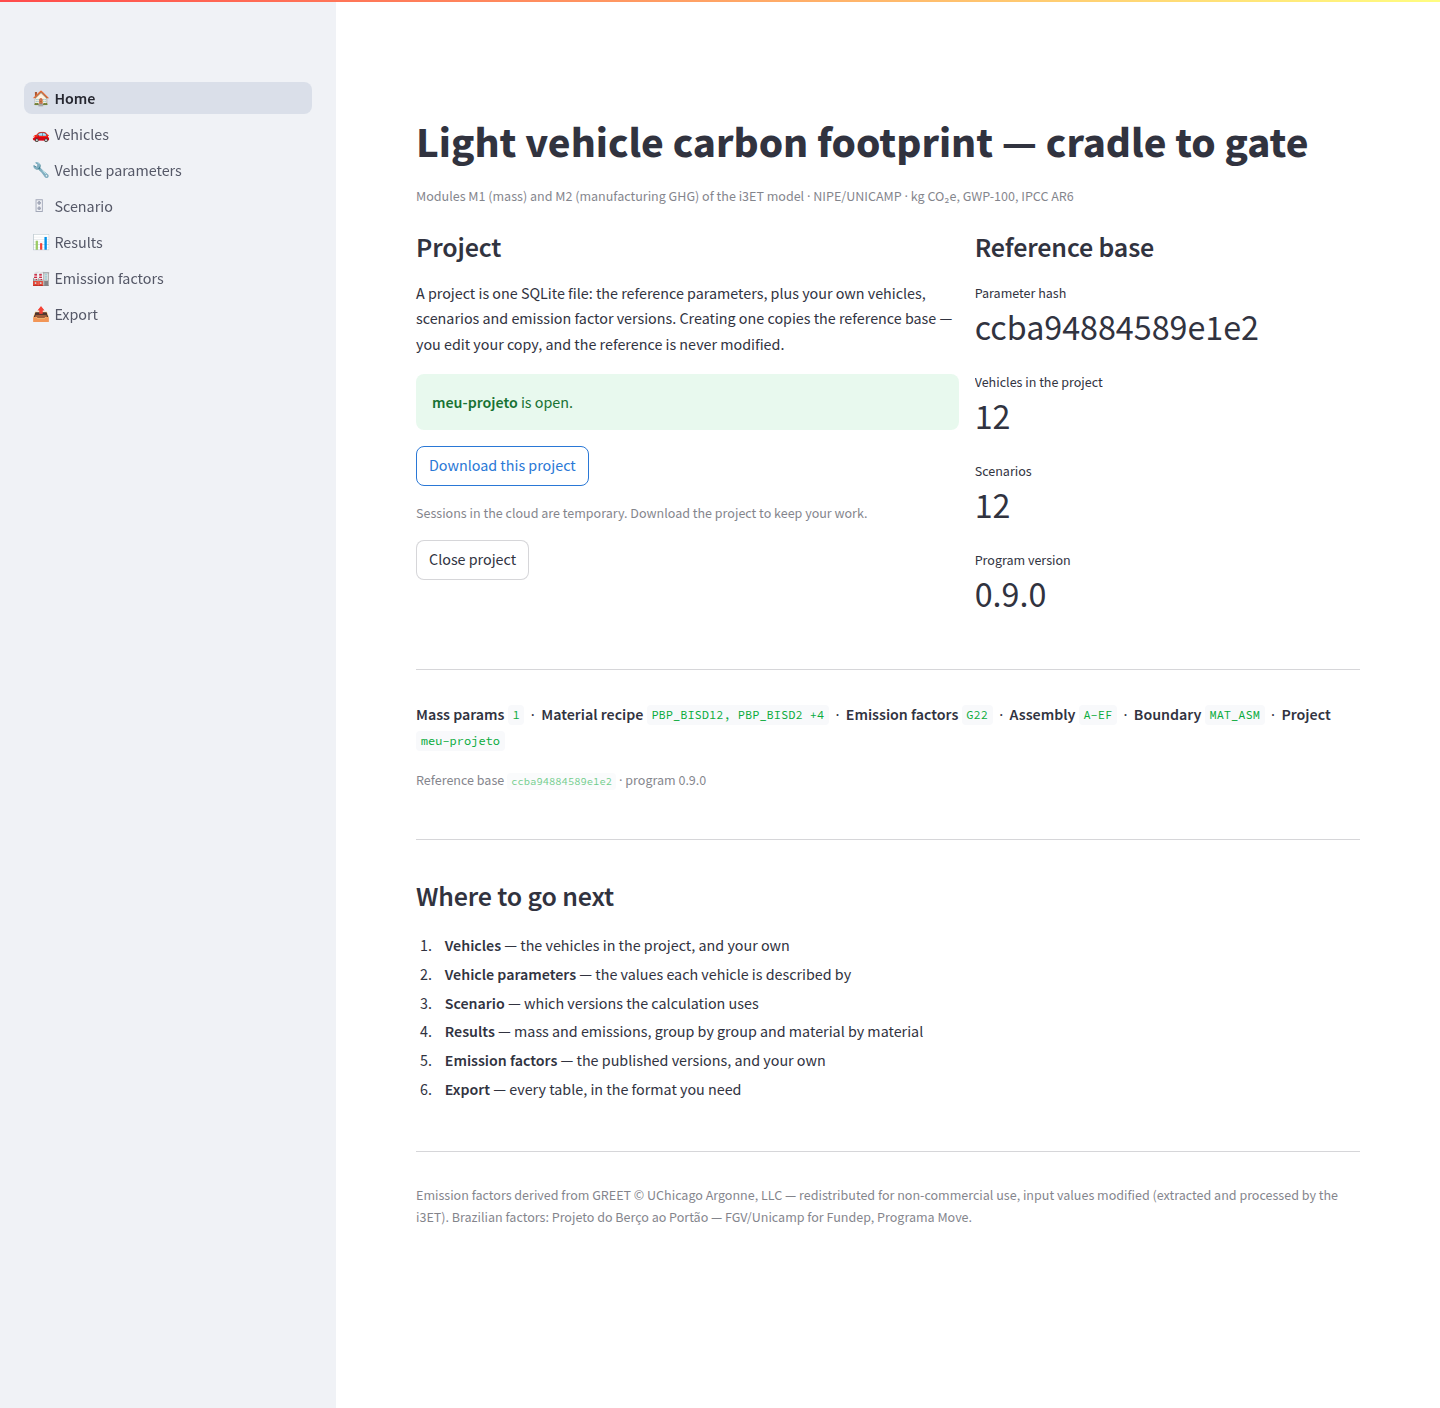 Home
Vehicles
Vehicle parameters
Scenario
Results
Emission factors
Export
Light vehicle carbon footprint — cradle to gate
Modules M1 (mass) and M2 (manufacturing GHG) of the i3ET model · NIPE/UNICAMP · kg CO₂e, GWP-100, IPCC AR6
Project
A project is one SQLite file: the reference parameters, plus your own vehicles,
scenarios and emission factor versions. Creating one copies the reference base —
you edit your copy, and the reference is never modified.
meu-projeto is open.
Download this project
Sessions in the cloud are temporary. Download the project to keep your work.
Close project
Reference base
Parameter hash
ccba94884589e1e2
Vehicles in the project
12
Scenarios
12
Program version
0.9.0
Mass params 1 · Material recipe PBP_BISD12, PBP_BISD2 +4 · Emission factors G22 · Assembly A-EF · Boundary MAT_ASM · Project
meu-projeto
Reference base ccba94884589e1e2 · program 0.9.0
Where to go next
1. Vehicles — the vehicles in the project, and your own
2. Vehicle parameters — the values each vehicle is described by
3. Scenario — which versions the calculation uses
4. Results — mass and emissions, group by group and material by material
5. Emission factors — the published versions, and your own
6. Export — every table, in the format you need
Emission factors derived from GREET © UChicago Argonne, LLC — redistributed for non-commercial use, input values modified (extracted and processed by the
i3ET). Brazilian factors: Projeto do Berço ao Portão — FGV/Unicamp for Fundep, Programa Move.